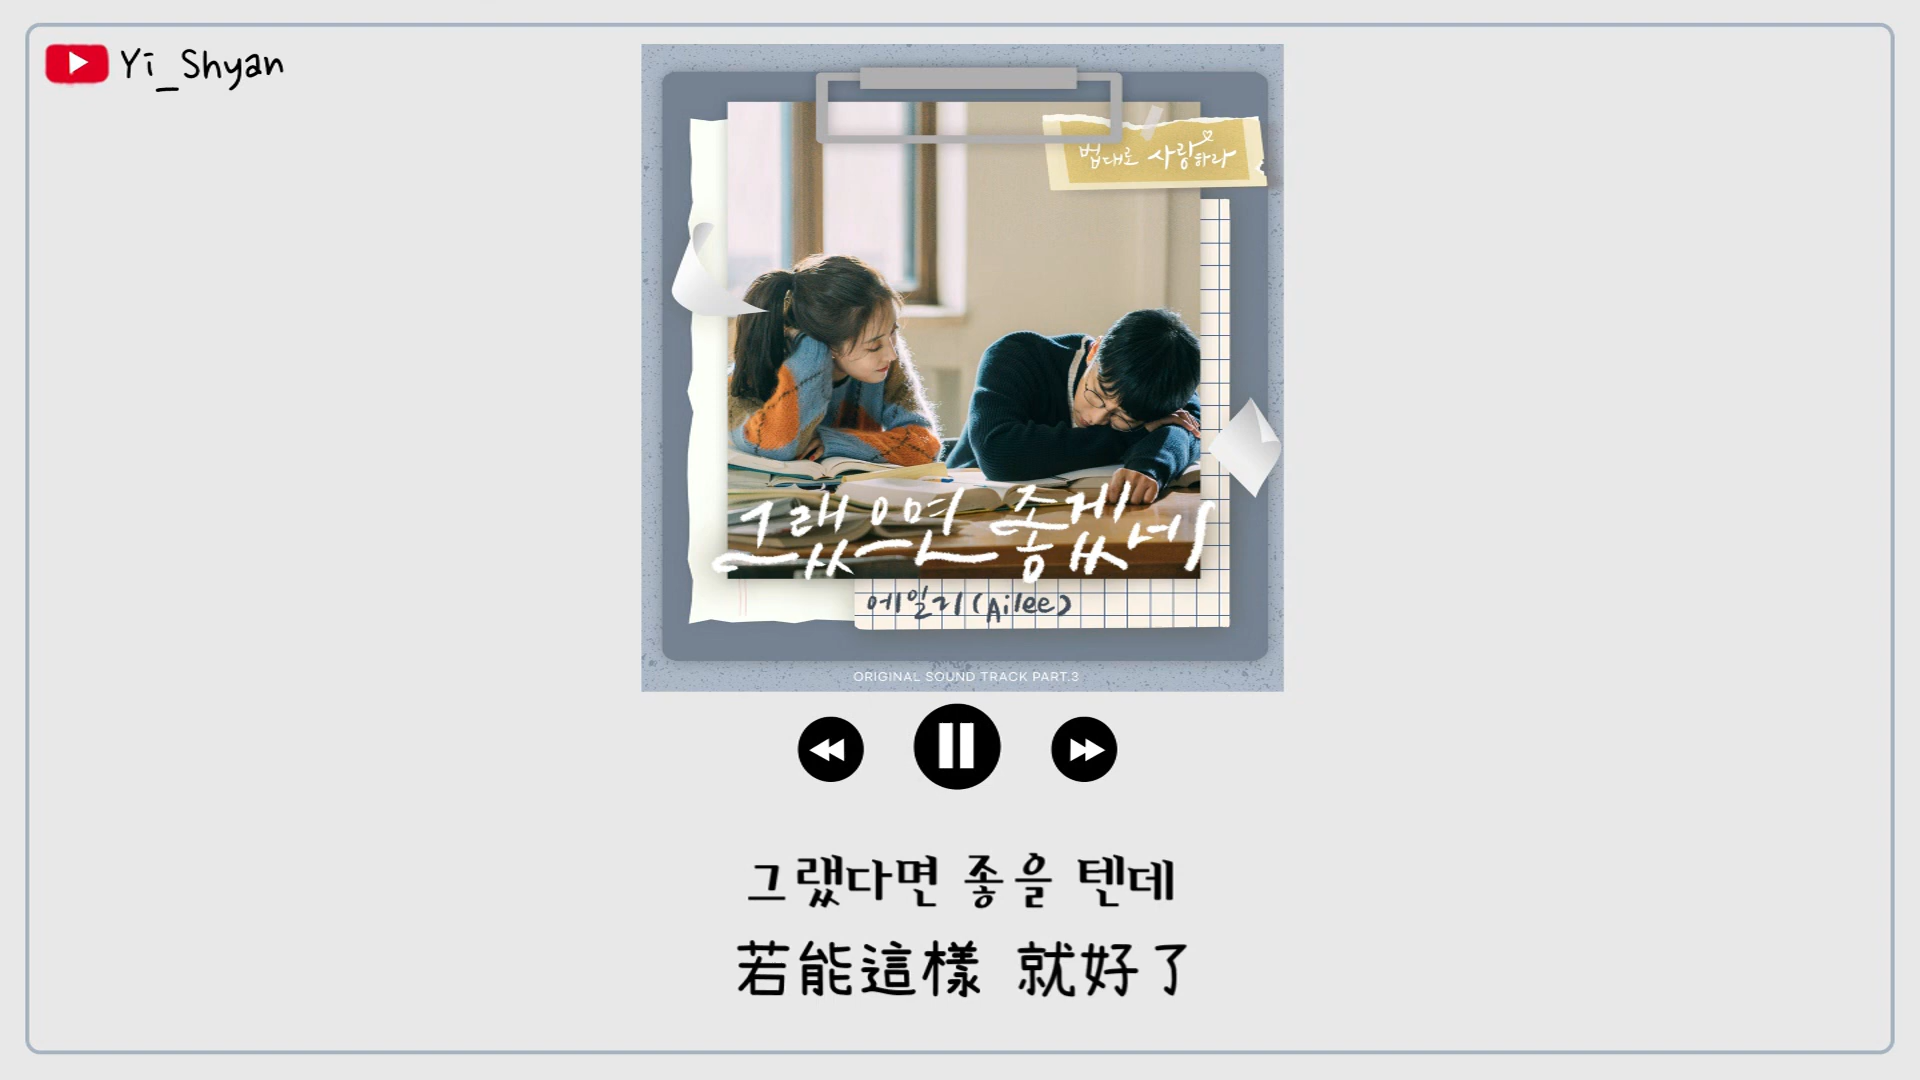 Yi_Shyan
법대로 사랑하라
그랬으면 좋겠네
에일리(Ailee)
ORIGINAL SOUND TRACK PART.3
그랬다면 좋을 텐데
若能這樣 就好了